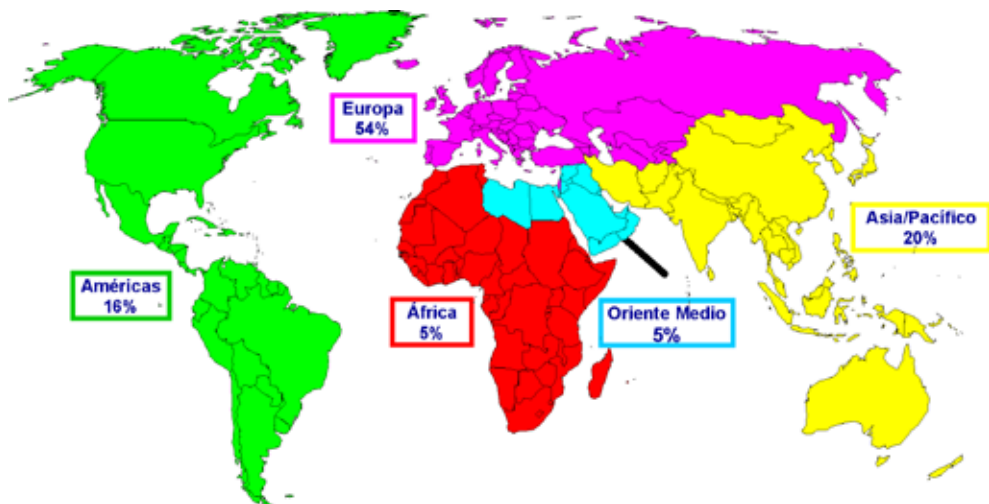 Europa
54%
Asia/Pacífico
20%
Américas
16%
África
5%
Oriente Medio
5%